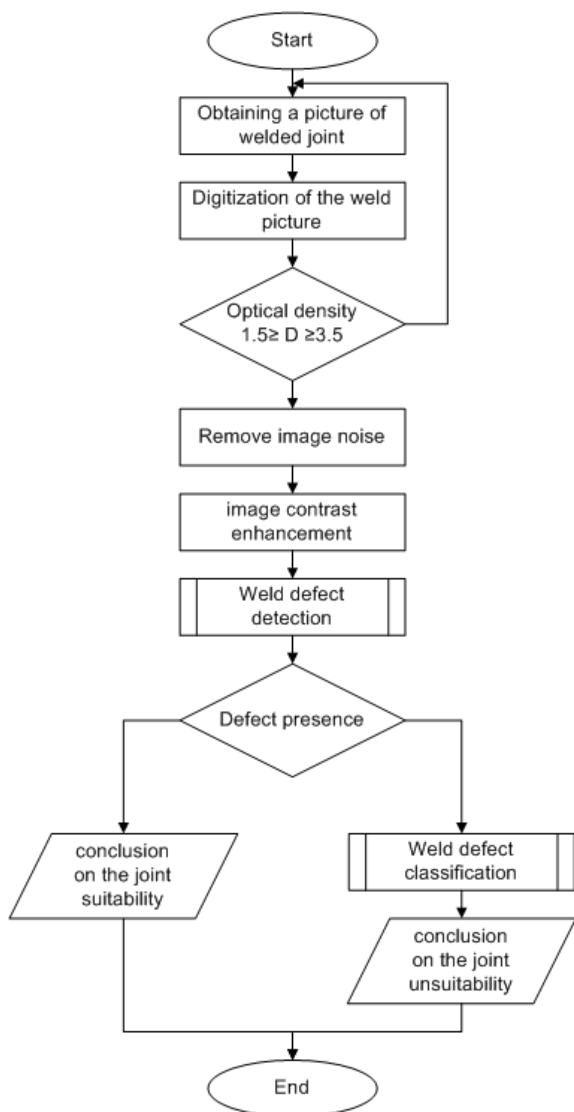 Start
Obtaining a picture of
welded joint
Digitization of the weld
picture
Optical density
1.5≥ D ≥3.5
Remove image noise
image contrast
enhancement
Weld defect
detection
Defect presence
conclusion
on the joint
suitability
Weld defect
classification
conclusion
on the joint
unsuitability
End